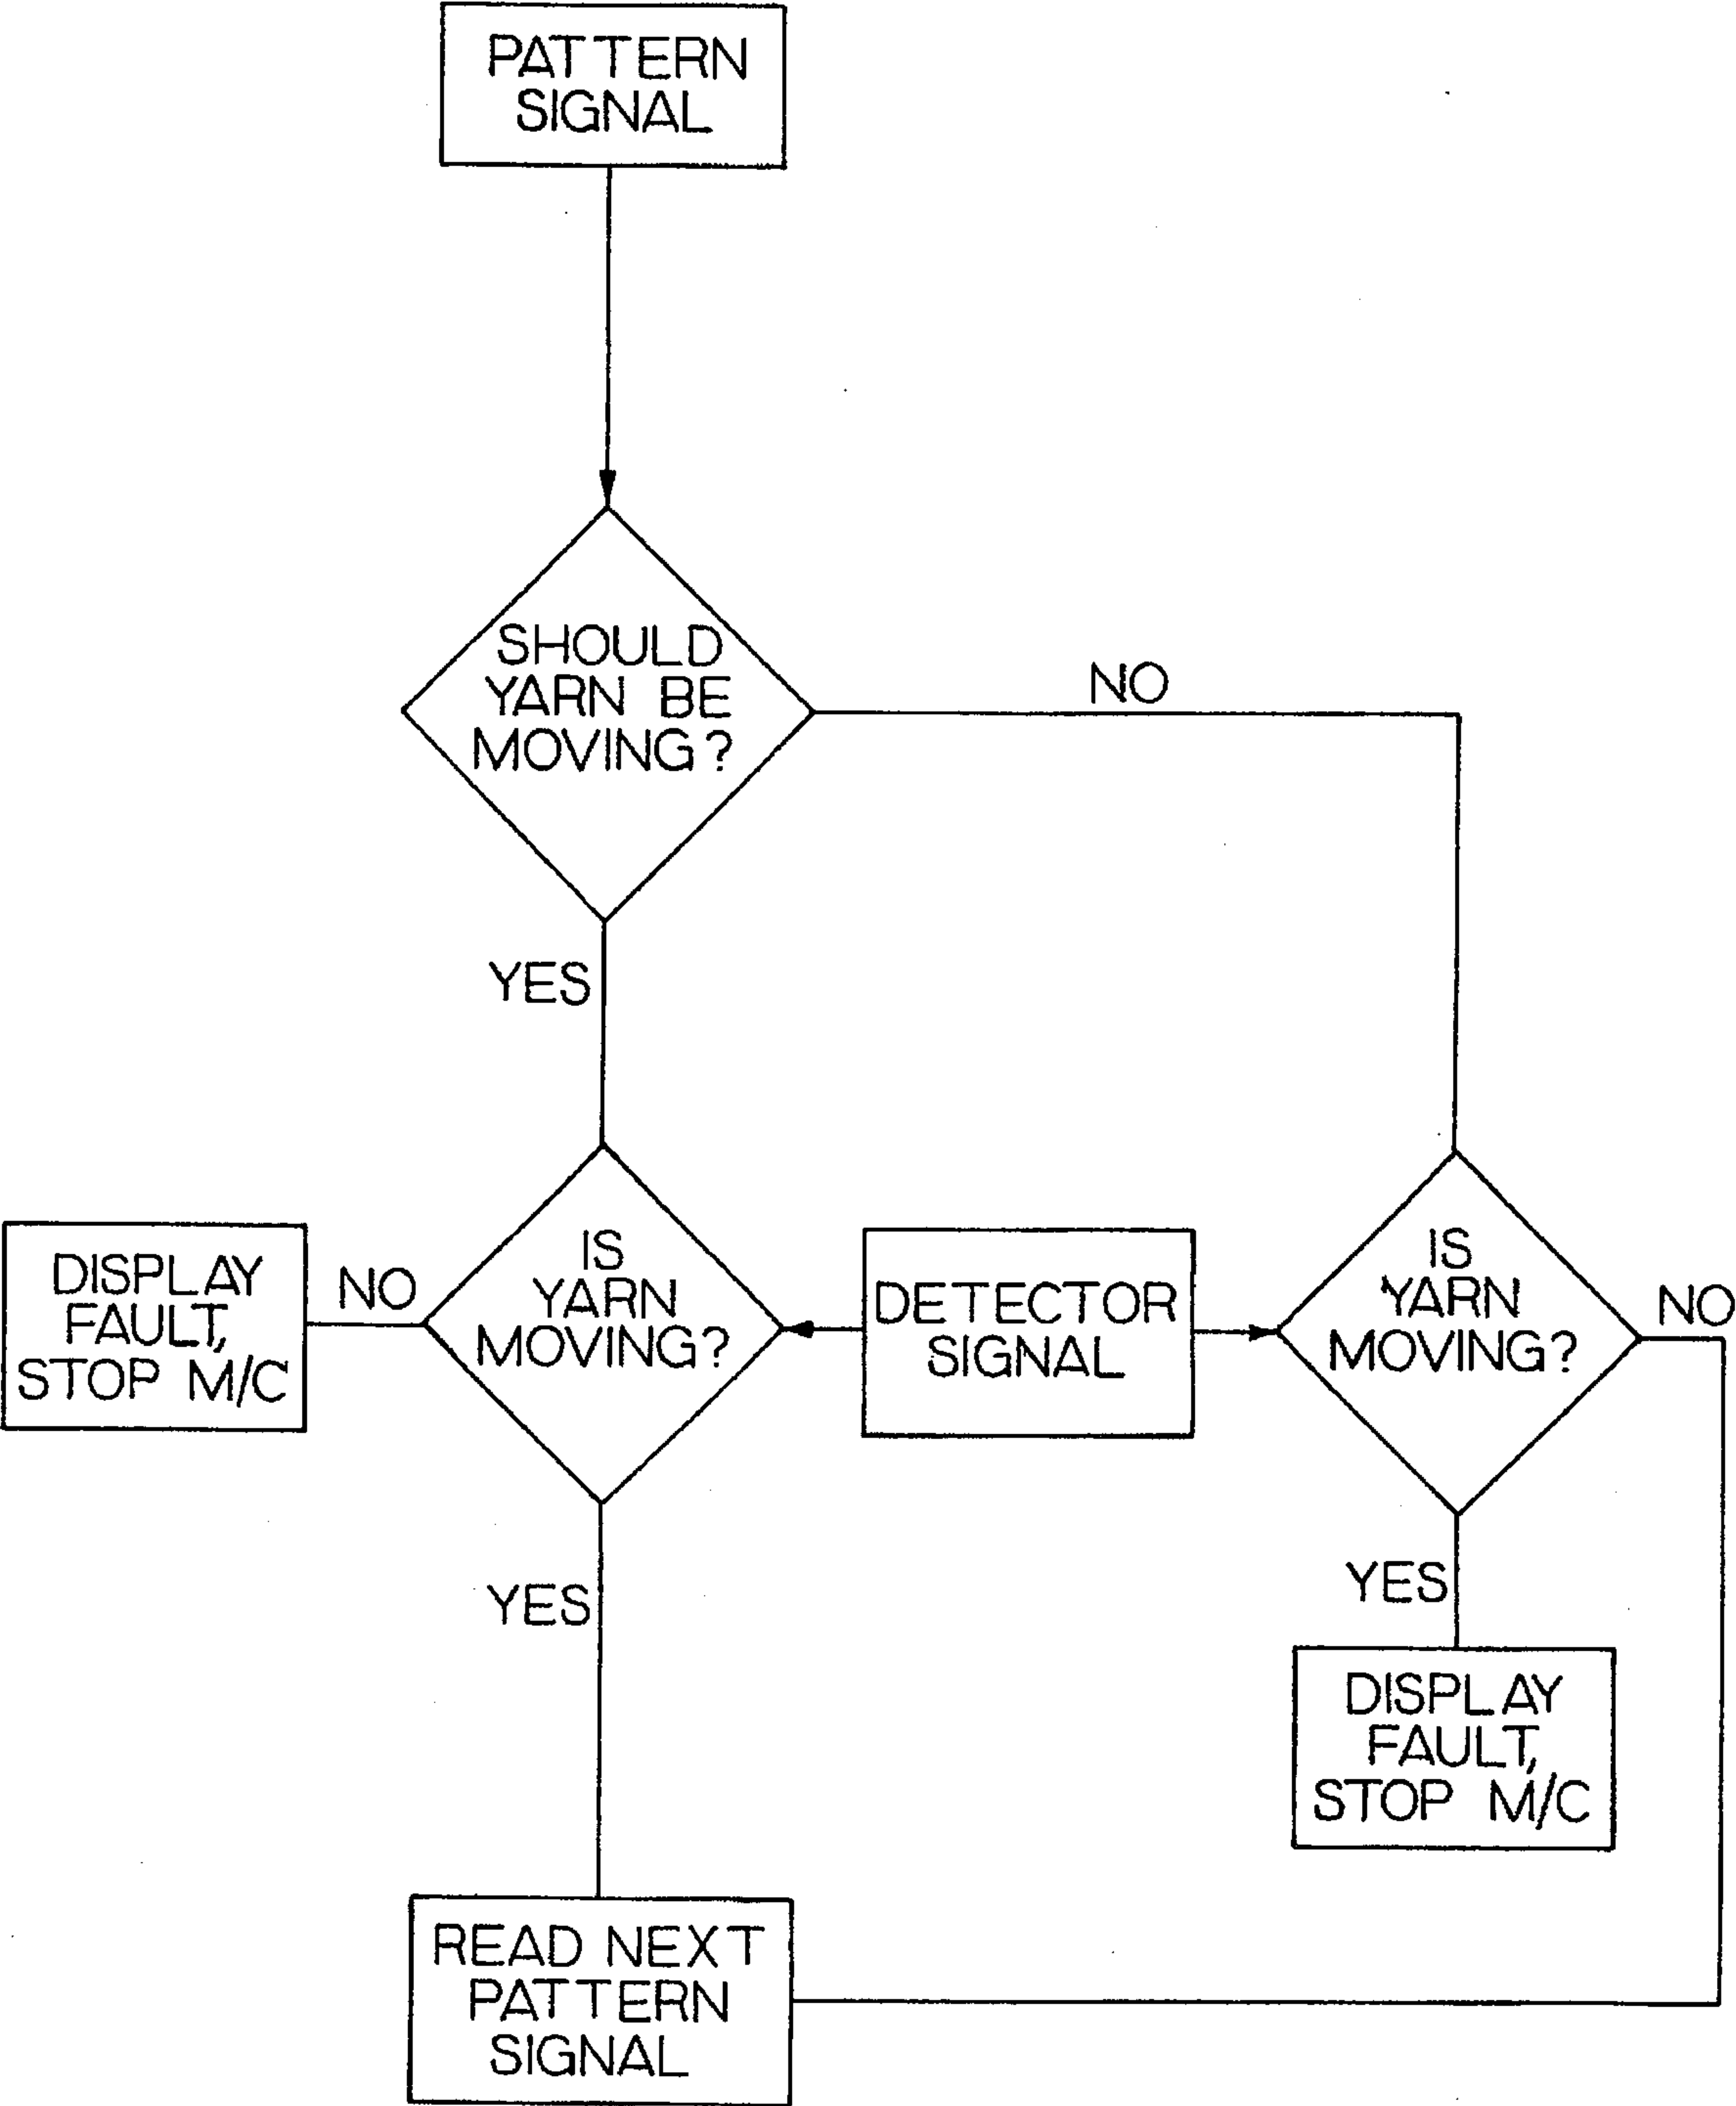 PATTERN
SIGNAL
SHOULD
YARN BE
MOVING?
NO
YES
DISPLAY
FAULT,
STOP M/C
NO
IS
YARN
MOVING?
DETECTOR
SIGNAL
IS
YARN
MOVING?
NO
YES
YES
DISPLAY
FAULT,
STOP M/C
READ NEXT
PATTERN
SIGNAL